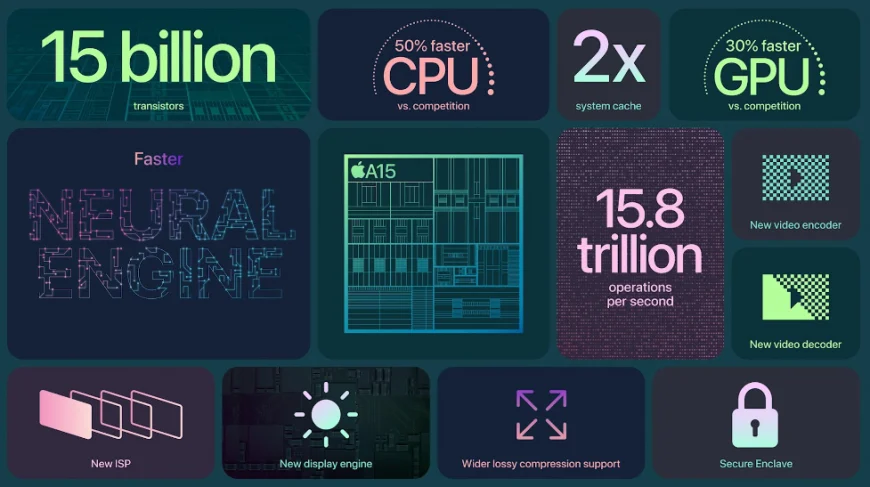 15 billion
transistors
50% faster
CPU
vs. competition
2x
system cache
30% faster
GPU
vs. competition
Faster
NEURAL
ENGINE
A15
15.8
trillion
operations
per second
New video encoder
New video decoder
New ISP
New display engine
Wider lossy compression support
Secure Enclave